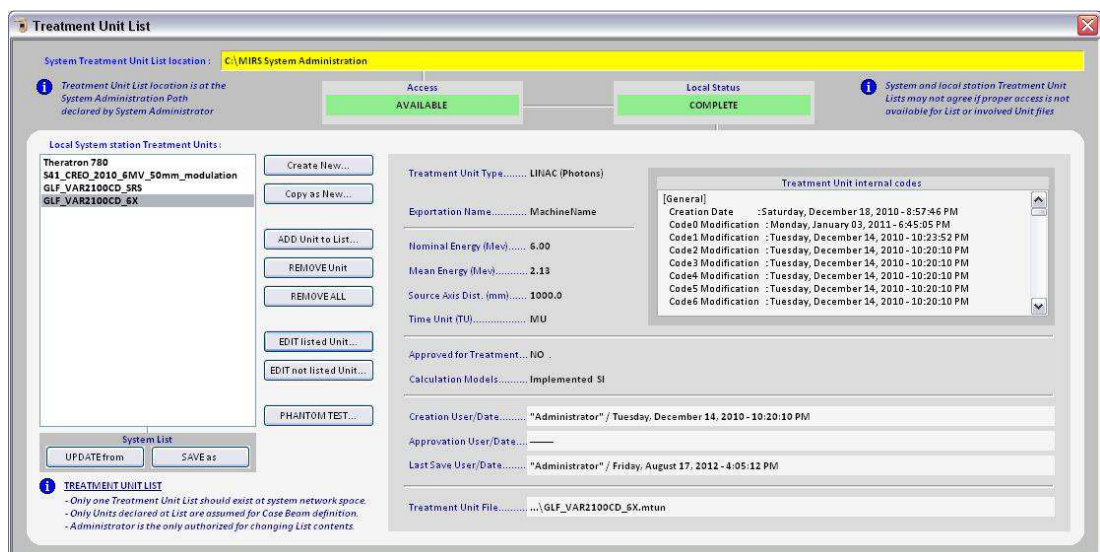 Treatment Unit List
System Treatment Unit List location : C:\MIRS System Administration
Treatment Unit List location is at the
System Administration Path
declared by System Administrator
Access
AVAILABLE
Local Status
COMPLETE
System and local station Treatment Unit
Lists may not agree if proper access is not
available for List or involved Unit files
Local System station Treatment Units :
Theratron 780
S41_CREO_2010_6MV_50mm_modulation
GLF_VAR2100CD_SRS
GLF_VAR2100CD_6X
Create New...
Copy as New...
ADD Unit to List...
REMOVE Unit
REMOVE ALL
EDIT listed Unit...
EDIT not listed Unit...
PHANTOM TEST...
System List
UPDATE from
SAVE as
TREATMENT UNIT LIST
- Only one Treatment Unit List should exist at system network space.
- Only Units declared at List are assumed for Case Beam definition.
- Administrator is the only authorized for changing List contents.
Treatment Unit Type....... LINAC (Photons)
Exportation Name........... MachineName
Nominal Energy (Mev)...... 6.00
Mean Energy (Mev).......... 2.13
Source Axis Dist. (mm)...... 1000.0
Time Unit (TU)................. MU
Treatment Unit internal codes
[General]
Creation Date :Saturday, December 18, 2010 - 8:57:46 PM
Code0 Modification : Monday, January 03, 2011 - 6:45:05 PM
Code1 Modification : Tuesday, December 14, 2010 - 10:23:52 PM
Code2 Modification : Tuesday, December 14, 2010 - 10:20:10 PM
Code3 Modification : Tuesday, December 14, 2010 - 10:20:10 PM
Code4 Modification : Tuesday, December 14, 2010 - 10:20:10 PM
Code5 Modification : Tuesday, December 14, 2010 - 10:20:10 PM
Code6 Modification : Tuesday, December 14, 2010 - 10:20:10 PM
Approved for Treatment... NO .
Calculation Models......... Implemented SI
Creation User/Date......... "Administrator" / Tuesday, December 14, 2010 - 10:20:10 PM
Approvation User/Date.... ——
Last Save User/Date........ "Administrator" / Friday, August 17, 2012 - 4:05:12 PM
Treatment Unit File......... ...\GLF_VAR2100CD_6X.mtun